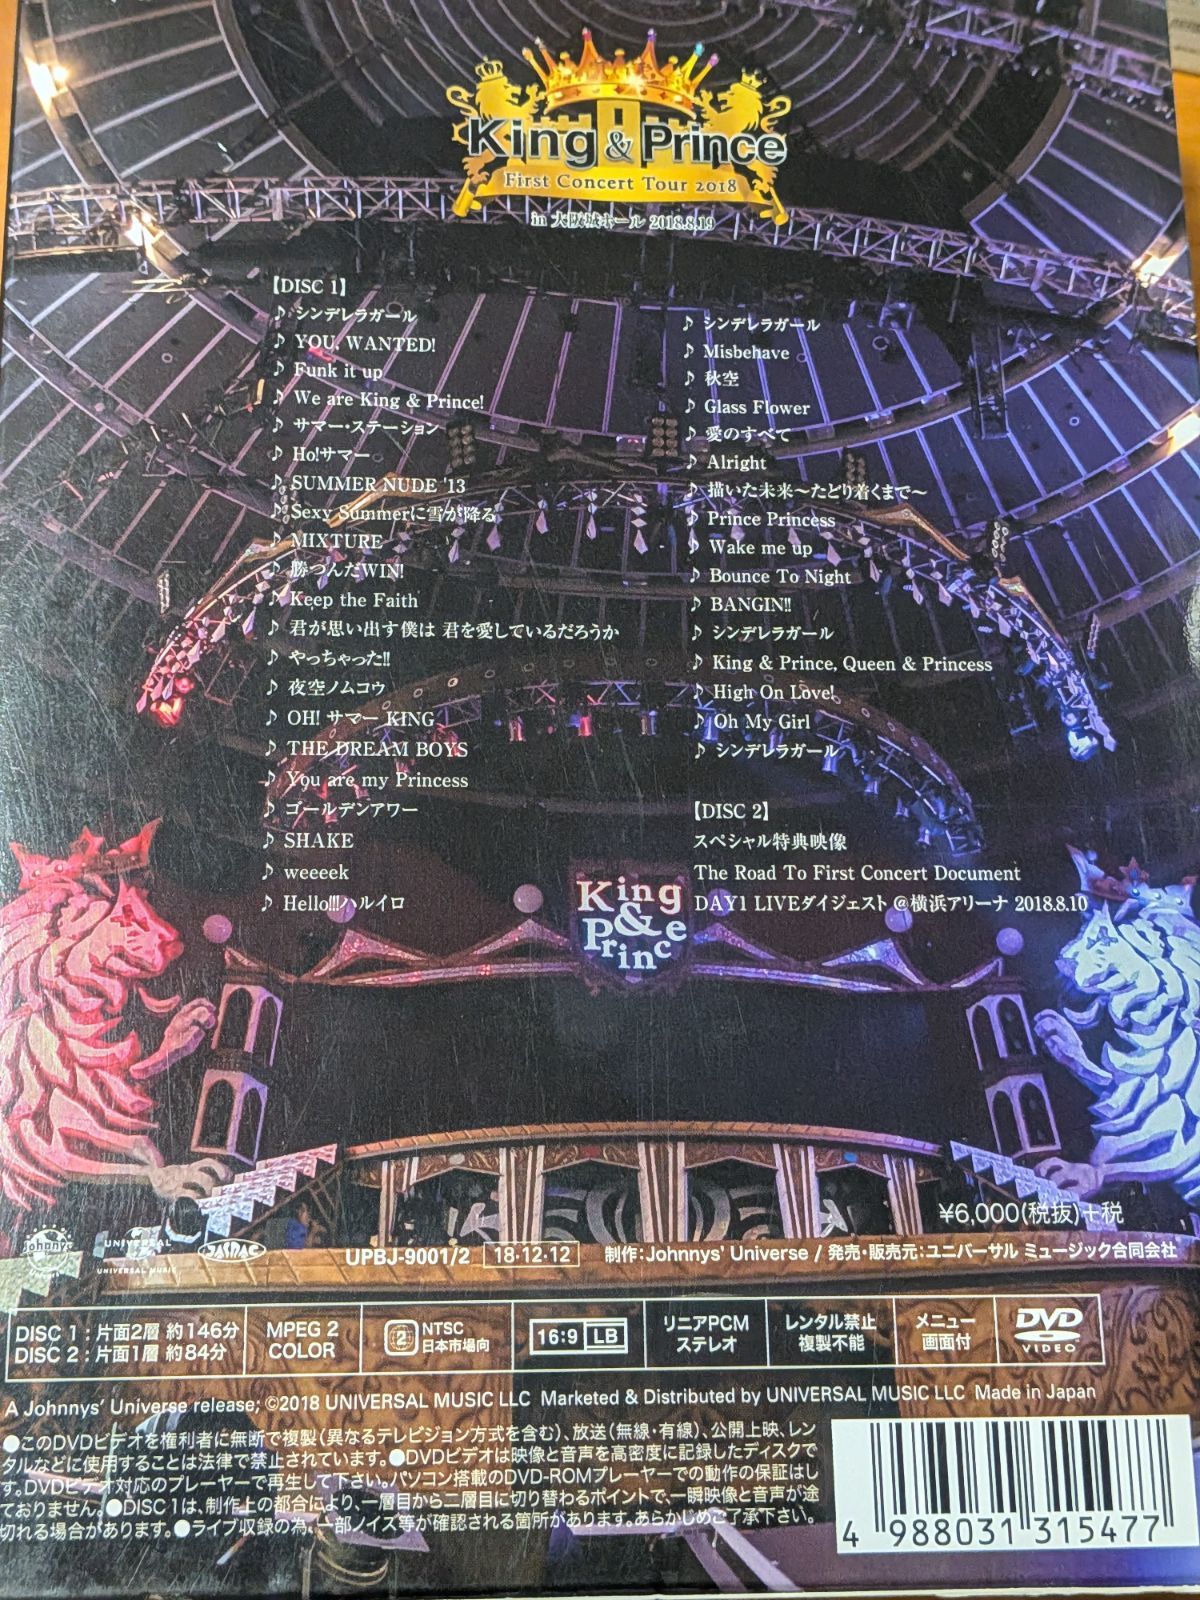 King & Prince
First Concert Tour 2018
in 大阪城ホール 2018.8.19
【DISC 1】
♪ シンデレラガール
♪ YOU, WANTED!
♪ Funk it up
♪ We are King & Prince!
♪ サマー・ステーション
♪ Ho!サマー
♪ SUMMER NUDE '13
♪ Sexy Summerに雪が降る
♪ MIXTURE
♪ 勝つんだWIN!
♪ Keep the Faith
♪ 君が思い出す僕は 君を愛しているだろうか
♪ やっちゃった!!
♪ 夜空ノムコウ
♪ OH! サマー KING
♪ THE DREAM BOYS
♪ You are my Princess
♪ ゴールデンアワー
♪ SHAKE
♪ weeeek
♪ Hello!!!ハルイロ
♪ シンデレラガール
♪ Misbehave
♪ 秋空
♪ Glass Flower
♪ 愛のすべて
♪ Alright
♪ 描いた未来〜たどり着くまで〜
♪ Prince Princess
♪ Wake me up
♪ Bounce To Night
♪ BANGIN!!
♪ シンデレラガール
♪ King & Prince, Queen & Princess
♪ High On Love!
♪ Oh My Girl
♪ シンデレラガール
【DISC 2】
スペシャル特典映像
The Road To First Concert Document
DAY1 LIVEダイジェスト @横浜アリーナ 2018.8.10
King
&
Prince
¥6,000(税抜)+税
Johnnys'
UNIVERSAL
UNIVERSAL MUSIC
JASRAC
UPBJ-9001/2 18・12・12 制作:Johnnys' Universe / 発売・販売元:ユニバーサル ミュージック合同会社
DISC 1 : 片面2層 約146分
DISC 2 : 片面1層 約84分
MPEG 2
COLOR
2
NTSC
日本市場向
16:9 LB
リニアPCM
ステレオ
レンタル禁止
複製不能
メニュー
画面付
DVD
VIDEO
A Johnnys' Universe release; ©2018 UNIVERSAL MUSIC LLC Marketed & Distributed by UNIVERSAL MUSIC LLC Made in Japan
●このDVDビデオを権利者に無断で複製(異なるテレビジョン方式を含む)、放送(無線・有線)、公開上映、レン
タルなどに使用することは法律で禁止されています。●DVDビデオは映像と音声を高密度に記録したディスクで
す。DVDビデオ対応のプレーヤーで再生して下さい。パソコン搭載のDVD-ROMプレーヤーでの動作の保証はし
ておりません。●DISC 1は、制作上の都合により、一層目から二層目に切り替わるポイントで、一瞬映像と音声が途
切れる場合があります。●ライブ収録の為、一部ノイズ等が確認される箇所があります。あらかじめご了承下さい。
4 988031 315477